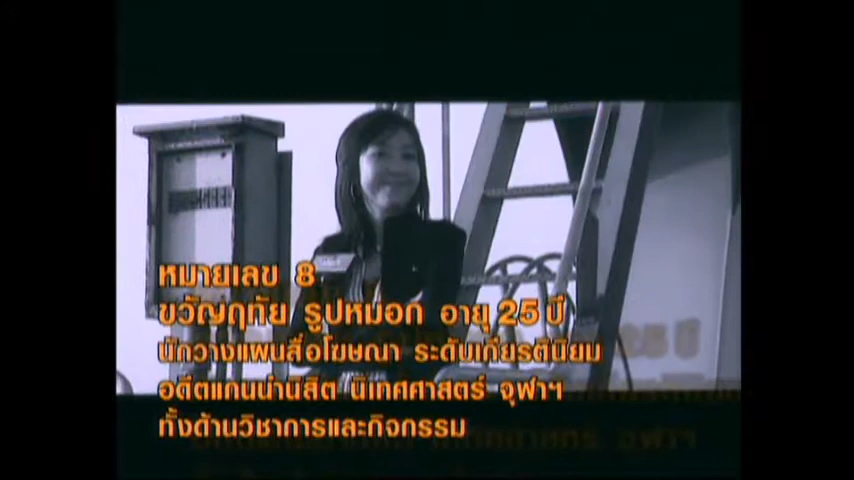 หมายเลข 8
ขวัญฤทัย รูปหมอก อายุ 25 ปี
นักวางแผนสื่อโฆษณา ระดับเกียรตินิยม
อดีตแกนนำนิสิต นิเทศศาสตร์ จุฬาฯ
ทั้งด้านวิชาการและกิจกรรม